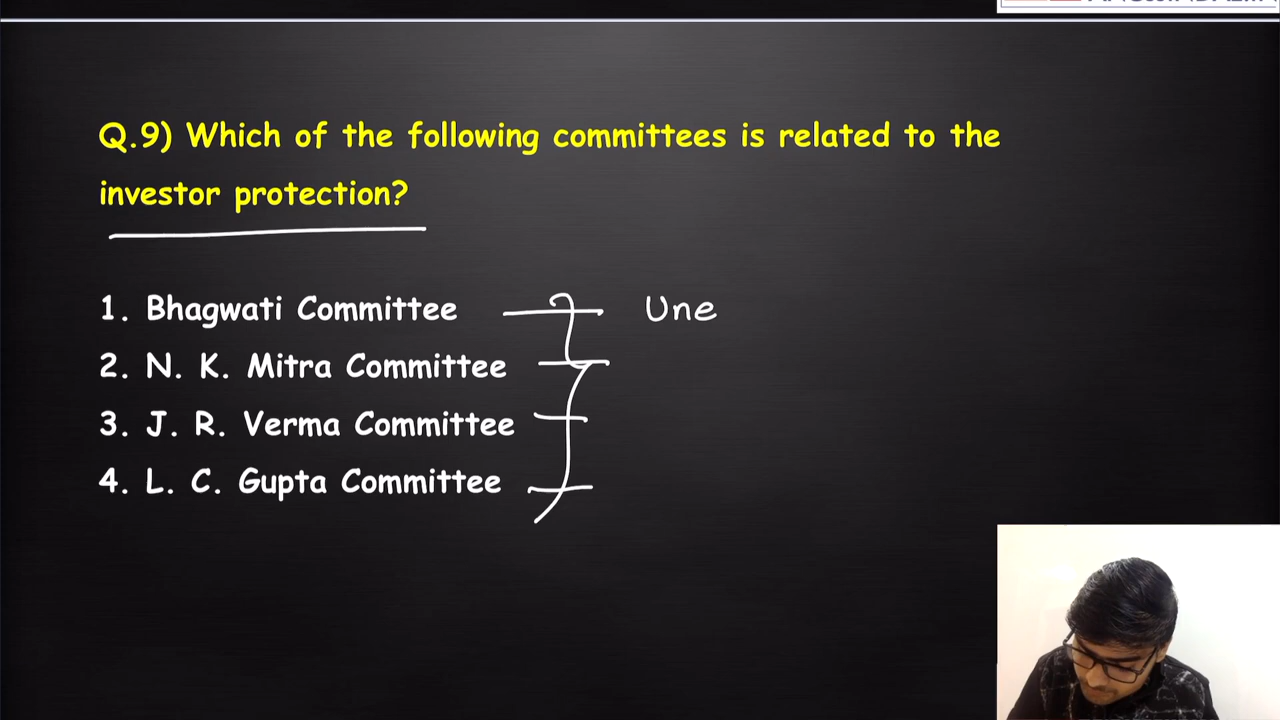 Q.9) Which of the following committees is related to the
investor protection?
1. Bhagwati Committee Une
2. N. K. Mitra Committee
3. J. R. Verma Committee
4. L. C. Gupta Committee